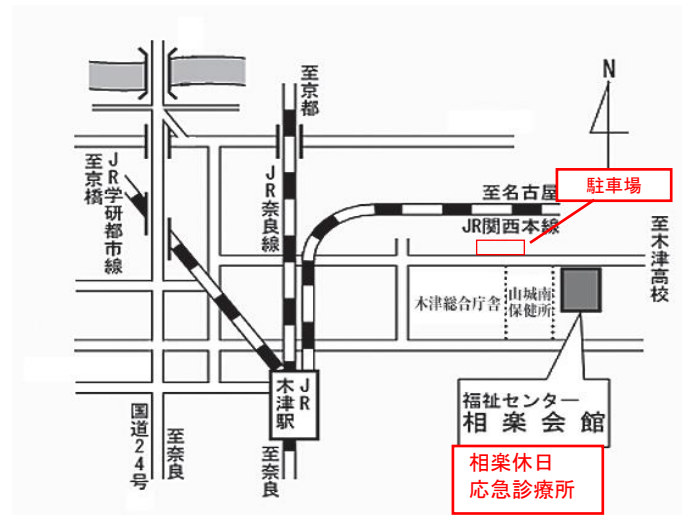 N
至京都
駐車場
至京橋
JR学研都市線
JR奈良線
至名古屋
JR関西本線
至木津高校
木津総合庁舎
山城南
保健所
JR
木津駅
福祉センター
相楽会館
国道24号
至奈良
至奈良
相楽休日
応急診療所